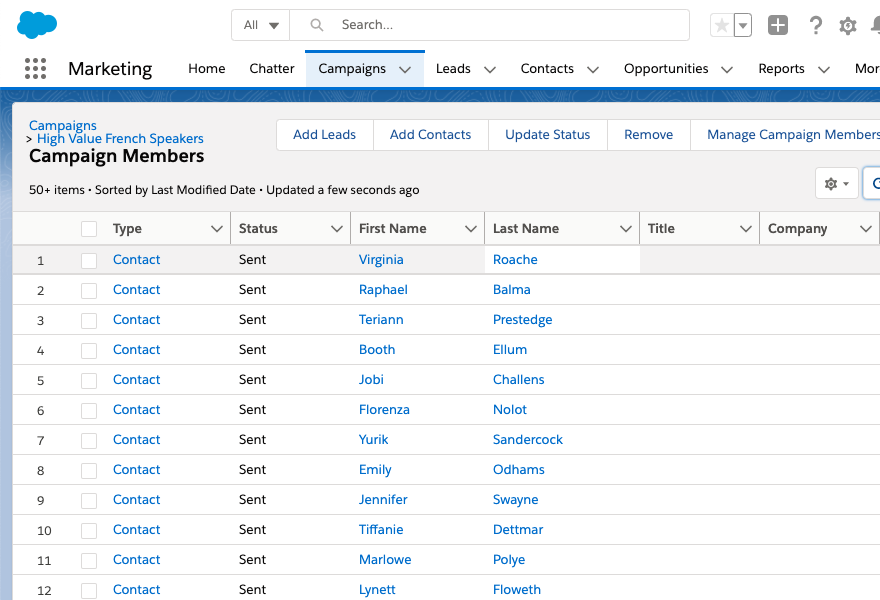 All Search...
Marketing Home Chatter Campaigns Leads Contacts Opportunities Reports Mor
Campaigns
> High Value French Speakers
Campaign Members
Add Leads Add Contacts Update Status Remove Manage Campaign Members
50+ items • Sorted by Last Modified Date • Updated a few seconds ago
Type Status First Name Last Name Title Company
1 Contact Sent Virginia Roache
2 Contact Sent Raphael Balma
3 Contact Sent Teriann Prestedge
4 Contact Sent Booth Ellum
5 Contact Sent Jobi Challens
6 Contact Sent Florenza Nolot
7 Contact Sent Yurik Sandercock
8 Contact Sent Emily Odhams
9 Contact Sent Jennifer Swayne
10 Contact Sent Tiffanie Dettmar
11 Contact Sent Marlowe Polye
12 Contact Sent Lynett Floweth